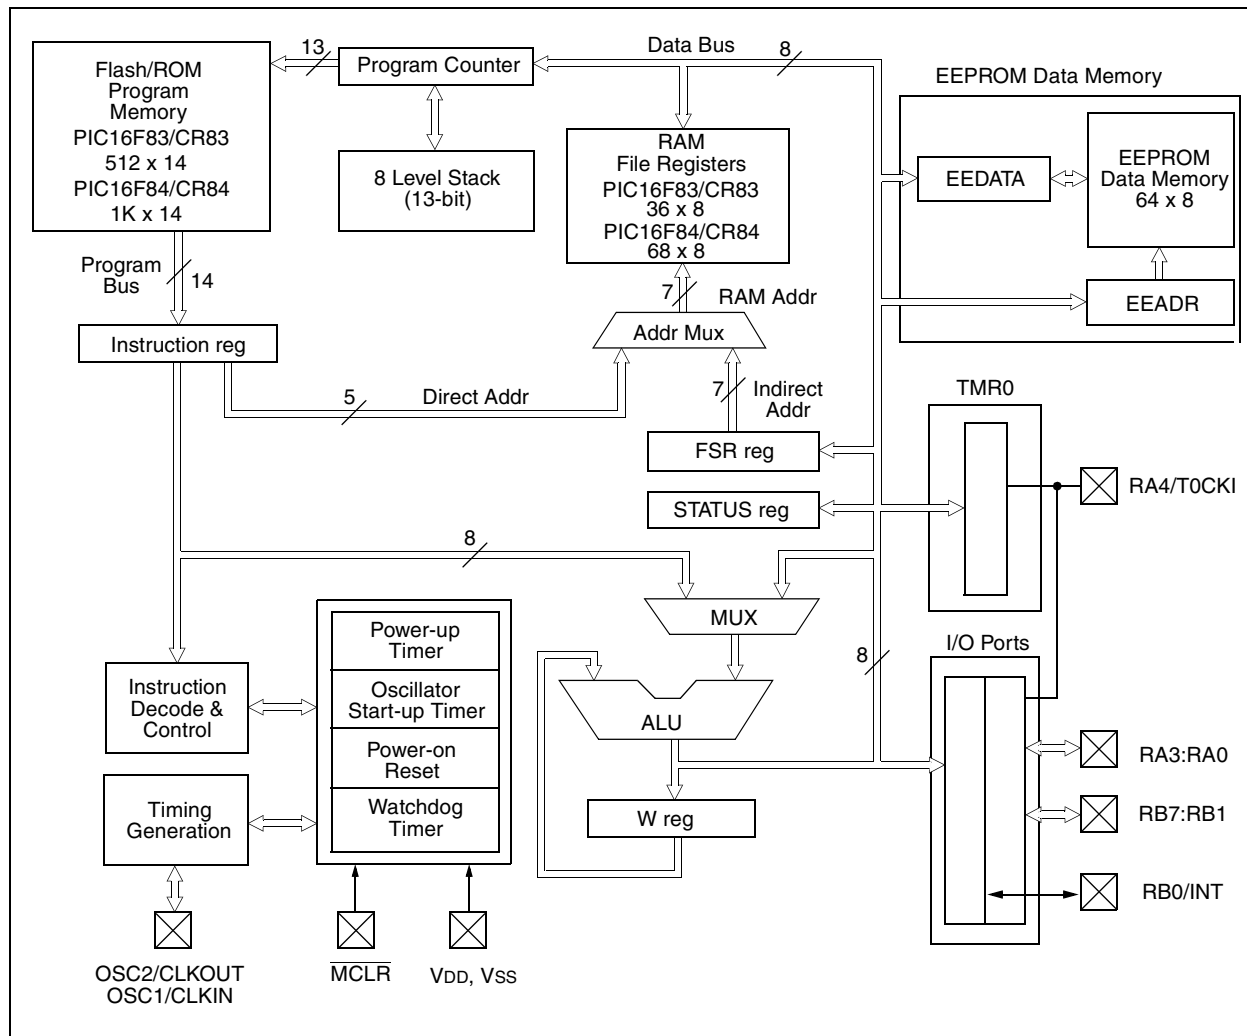 13
Program Counter
Data Bus
8
EEPROM Data Memory
Flash/ROM
Program
Memory
PIC16F83/CR83
512 x 14
PIC16F84/CR84
1K x 14
8 Level Stack
(13-bit)
RAM
File Registers
PIC16F83/CR83
36 x 8
PIC16F84/CR84
68 x 8
EEDATA
EEPROM
Data Memory
64 x 8
Program
Bus
14
7
RAM Addr
EEADR
Instruction reg
Addr Mux
5
Direct Addr
7
Indirect
Addr
TMR0
FSR reg
RA4/T0CKI
STATUS reg
8
MUX
Power-up
Timer
8
I/O Ports
Instruction
Decode &
Control
Oscillator
Start-up Timer
ALU
Power-on
Reset
RA3:RA0
Timing
Generation
Watchdog
Timer
W reg
RB7:RB1
RB0/INT
OSC2/CLKOUT
OSC1/CLKIN
MCLR
VDD, VSS